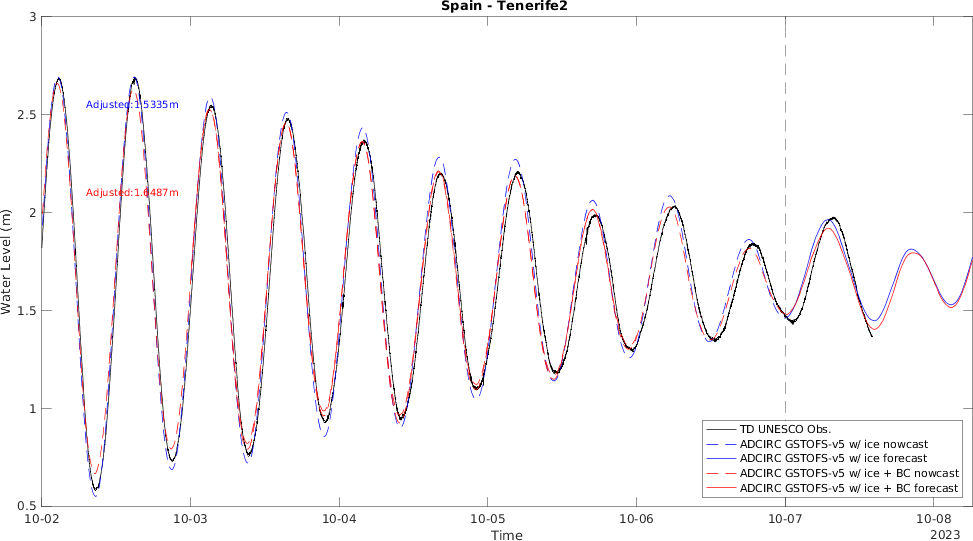 Spain - Tenerife2
3
2.5
2
1.5
1
0.5
Water Level (m)
Adjusted:1.5335m
Adjusted:1.6487m
TD UNESCO Obs.
ADCIRC GSTOFS-v5 w/ ice nowcast
ADCIRC GSTOFS-v5 w/ ice forecast
ADCIRC GSTOFS-v5 w/ ice + BC nowcast
ADCIRC GSTOFS-v5 w/ ice + BC forecast
10-02 10-03 10-04 10-05 10-06 10-07 10-08
Time
2023